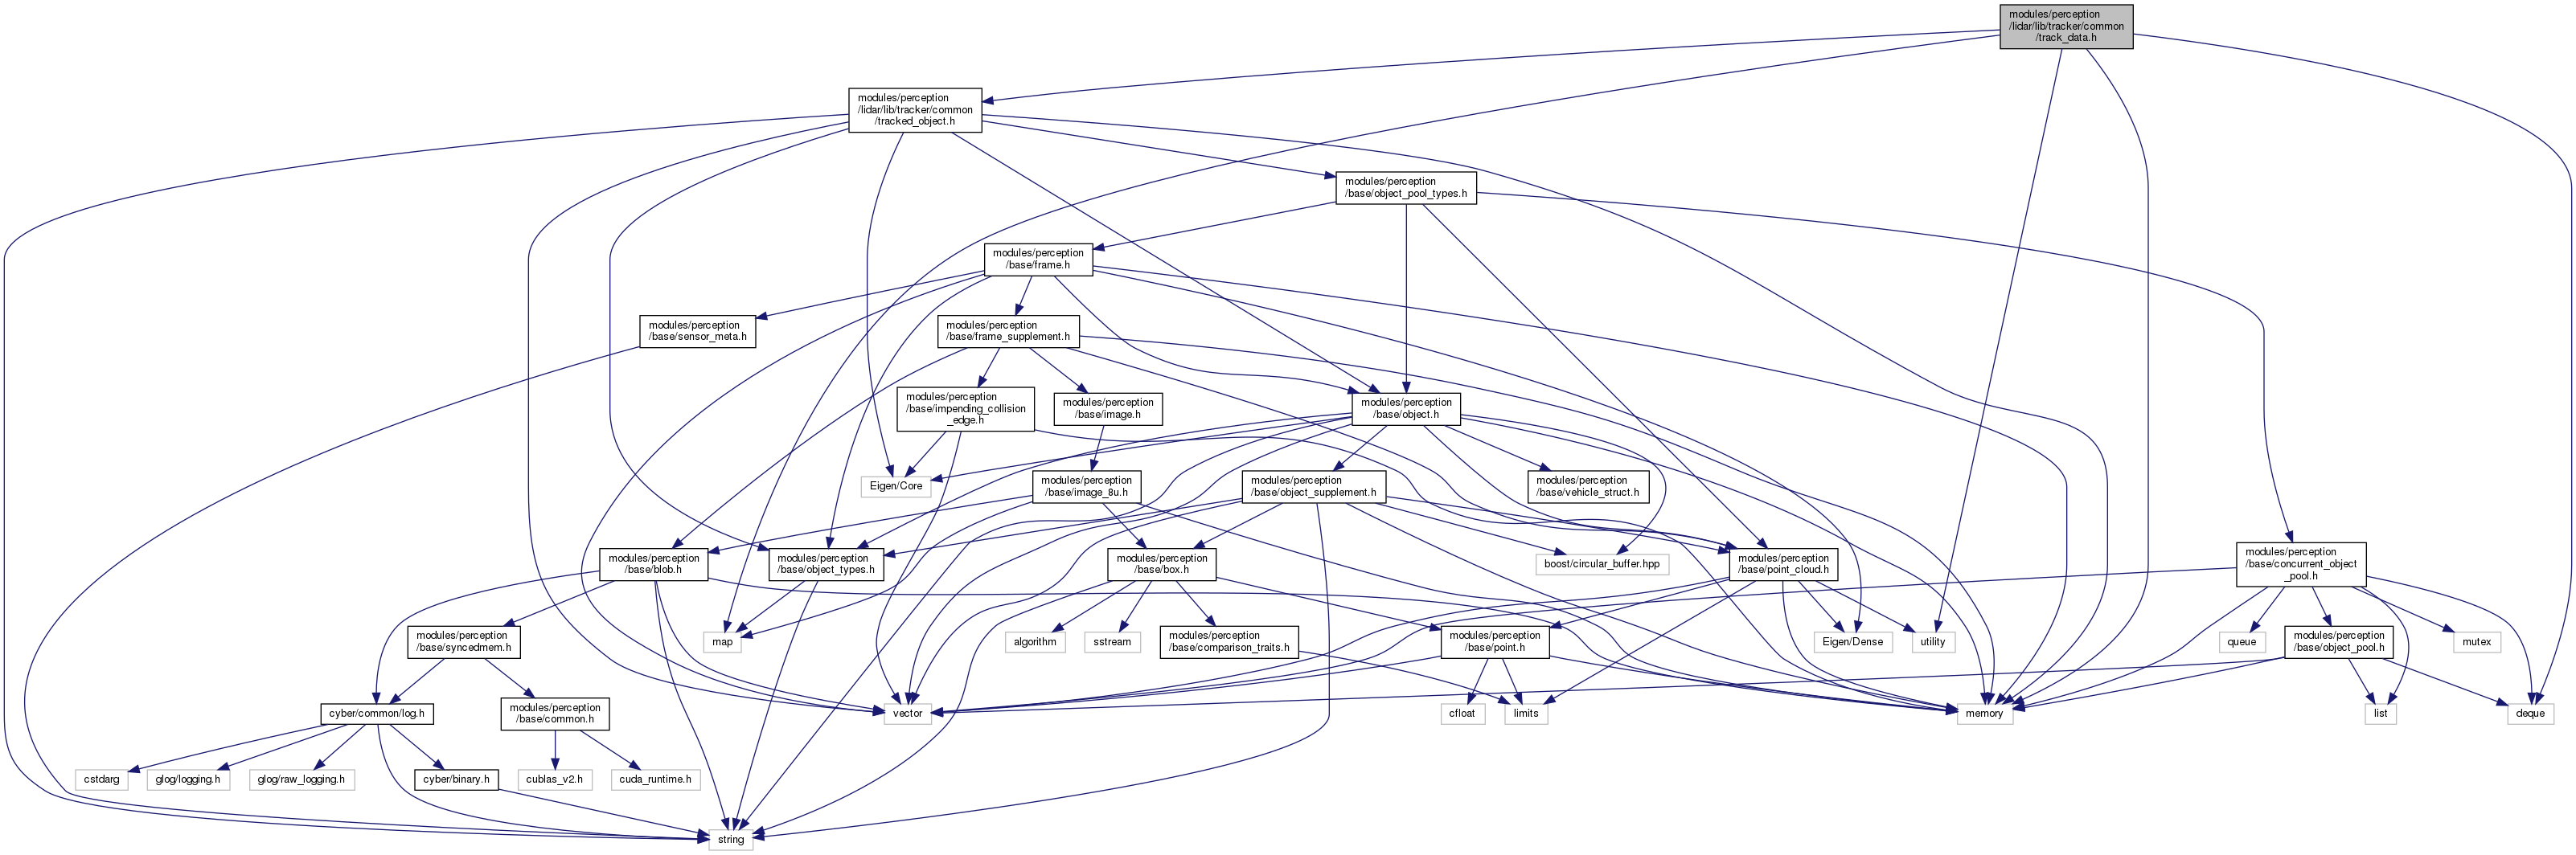 modules/perception
/lidar/lib/tracker/common
/track_data.h
modules/perception
/lidar/lib/tracker/common
/tracked_object.h
modules/perception
/base/object_pool_types.h
modules/perception
/base/frame.h
modules/perception
/base/sensor_meta.h
modules/perception
/base/frame_supplement.h
modules/perception
/base/impending_collision
_edge.h
modules/perception
/base/image.h
modules/perception
/base/object.h
Eigen/Core
modules/perception
/base/image_8u.h
modules/perception
/base/object_supplement.h
modules/perception
/base/vehicle_struct.h
modules/perception
/base/blob.h
modules/perception
/base/object_types.h
modules/perception
/base/box.h
boost/circular_buffer.hpp
modules/perception
/base/point_cloud.h
modules/perception
/base/concurrent_object
_pool.h
modules/perception
/base/syncedmem.h
map
algorithm
sstream
modules/perception
/base/comparison_traits.h
modules/perception
/base/point.h
Eigen/Dense
utility
queue
modules/perception
/base/object_pool.h
mutex
cyber/common/log.h
modules/perception
/base/common.h
vector
cfloat
limits
memory
list
deque
cstdarg
glog/logging.h
glog/raw_logging.h
cyber/binary.h
cublas_v2.h
cuda_runtime.h
string